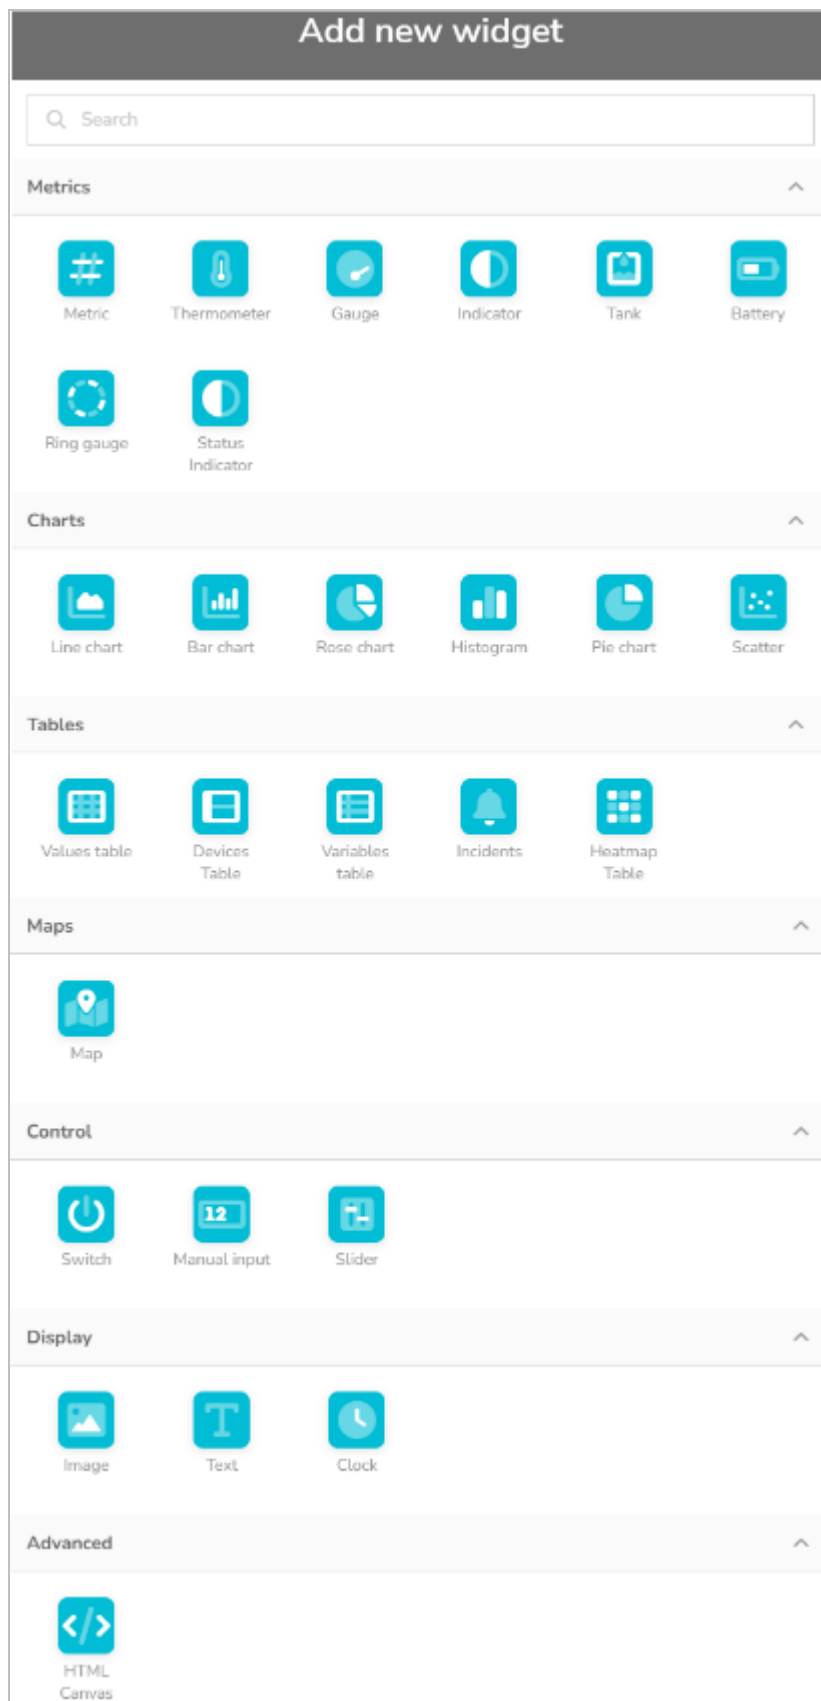 Add new widget
Search
Metrics
Metric Thermometer Gauge Indicator Tank Battery
Ring gauge Status
Indicator
Charts
Line chart Bar chart Rose chart Histogram Pie chart Scatter
Tables
Values table Devices Variables Incidents Heatmap
Table table Table
Maps
Map
Control
12
Switch Manual input Slider
Display
T
Image Text Clock
Advanced
</>
HTML
Canvas